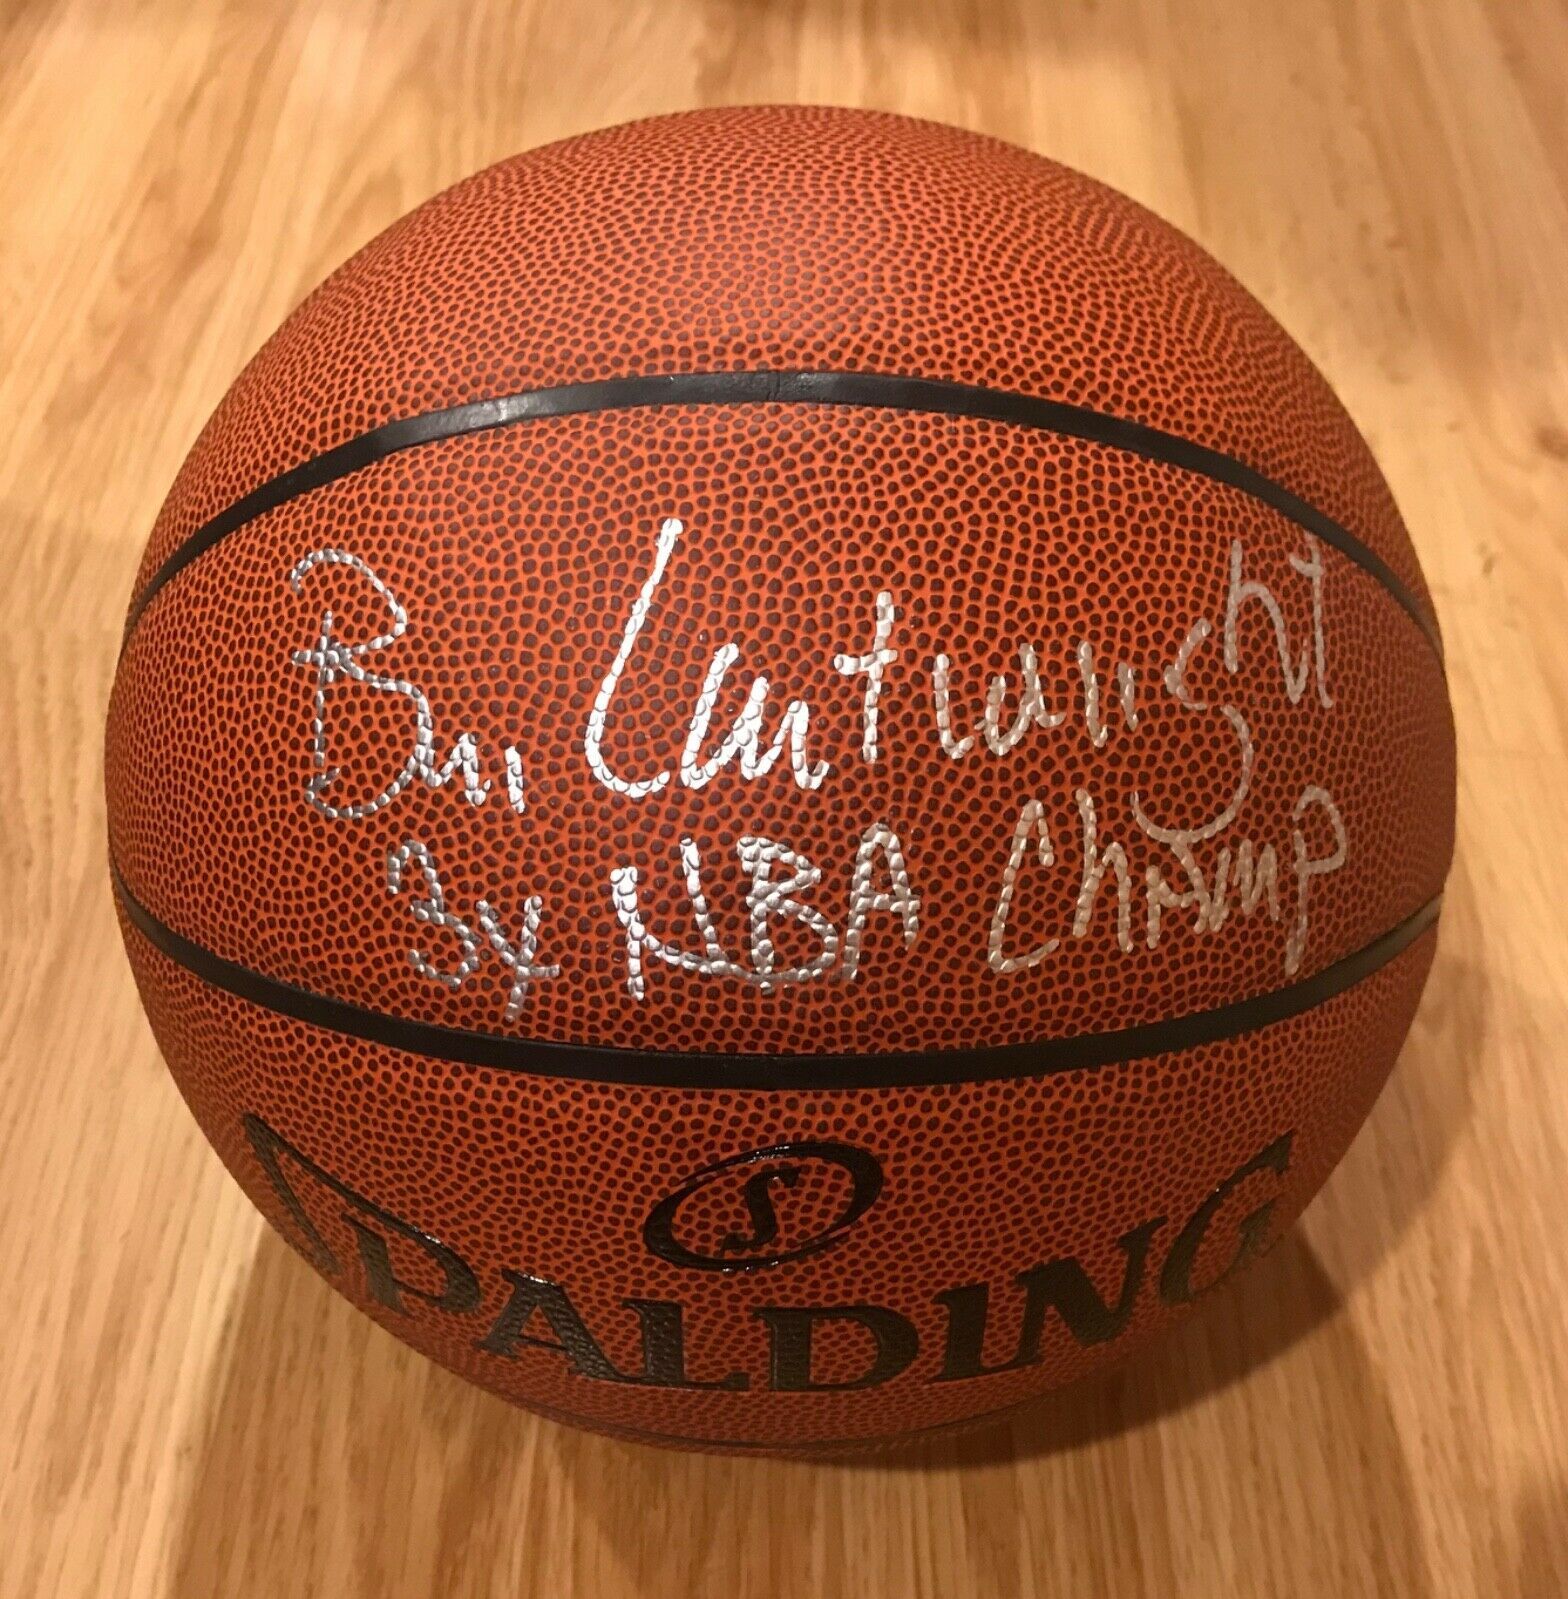 Bill Cartwright
3x NBA Champ
S
SPALDING